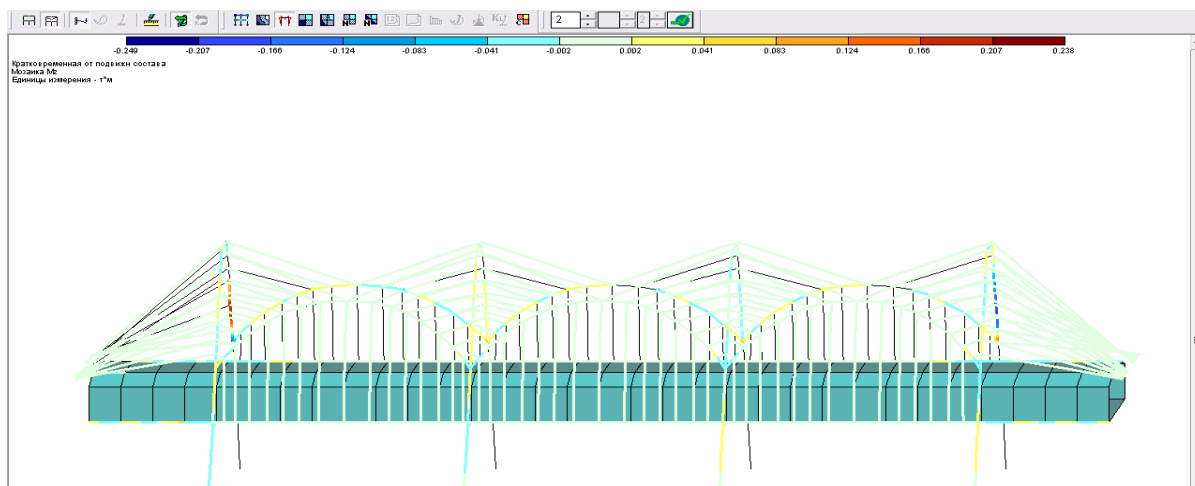 2 2
-0.249 -0.207 -0.166 -0.124 -0.083 -0.041 -0.002 0.002 0.041 0.083 0.124 0.166 0.207 0.238
Кратковременная от подвижн состава
Мозаика Mz
Единицы измерения - т*м